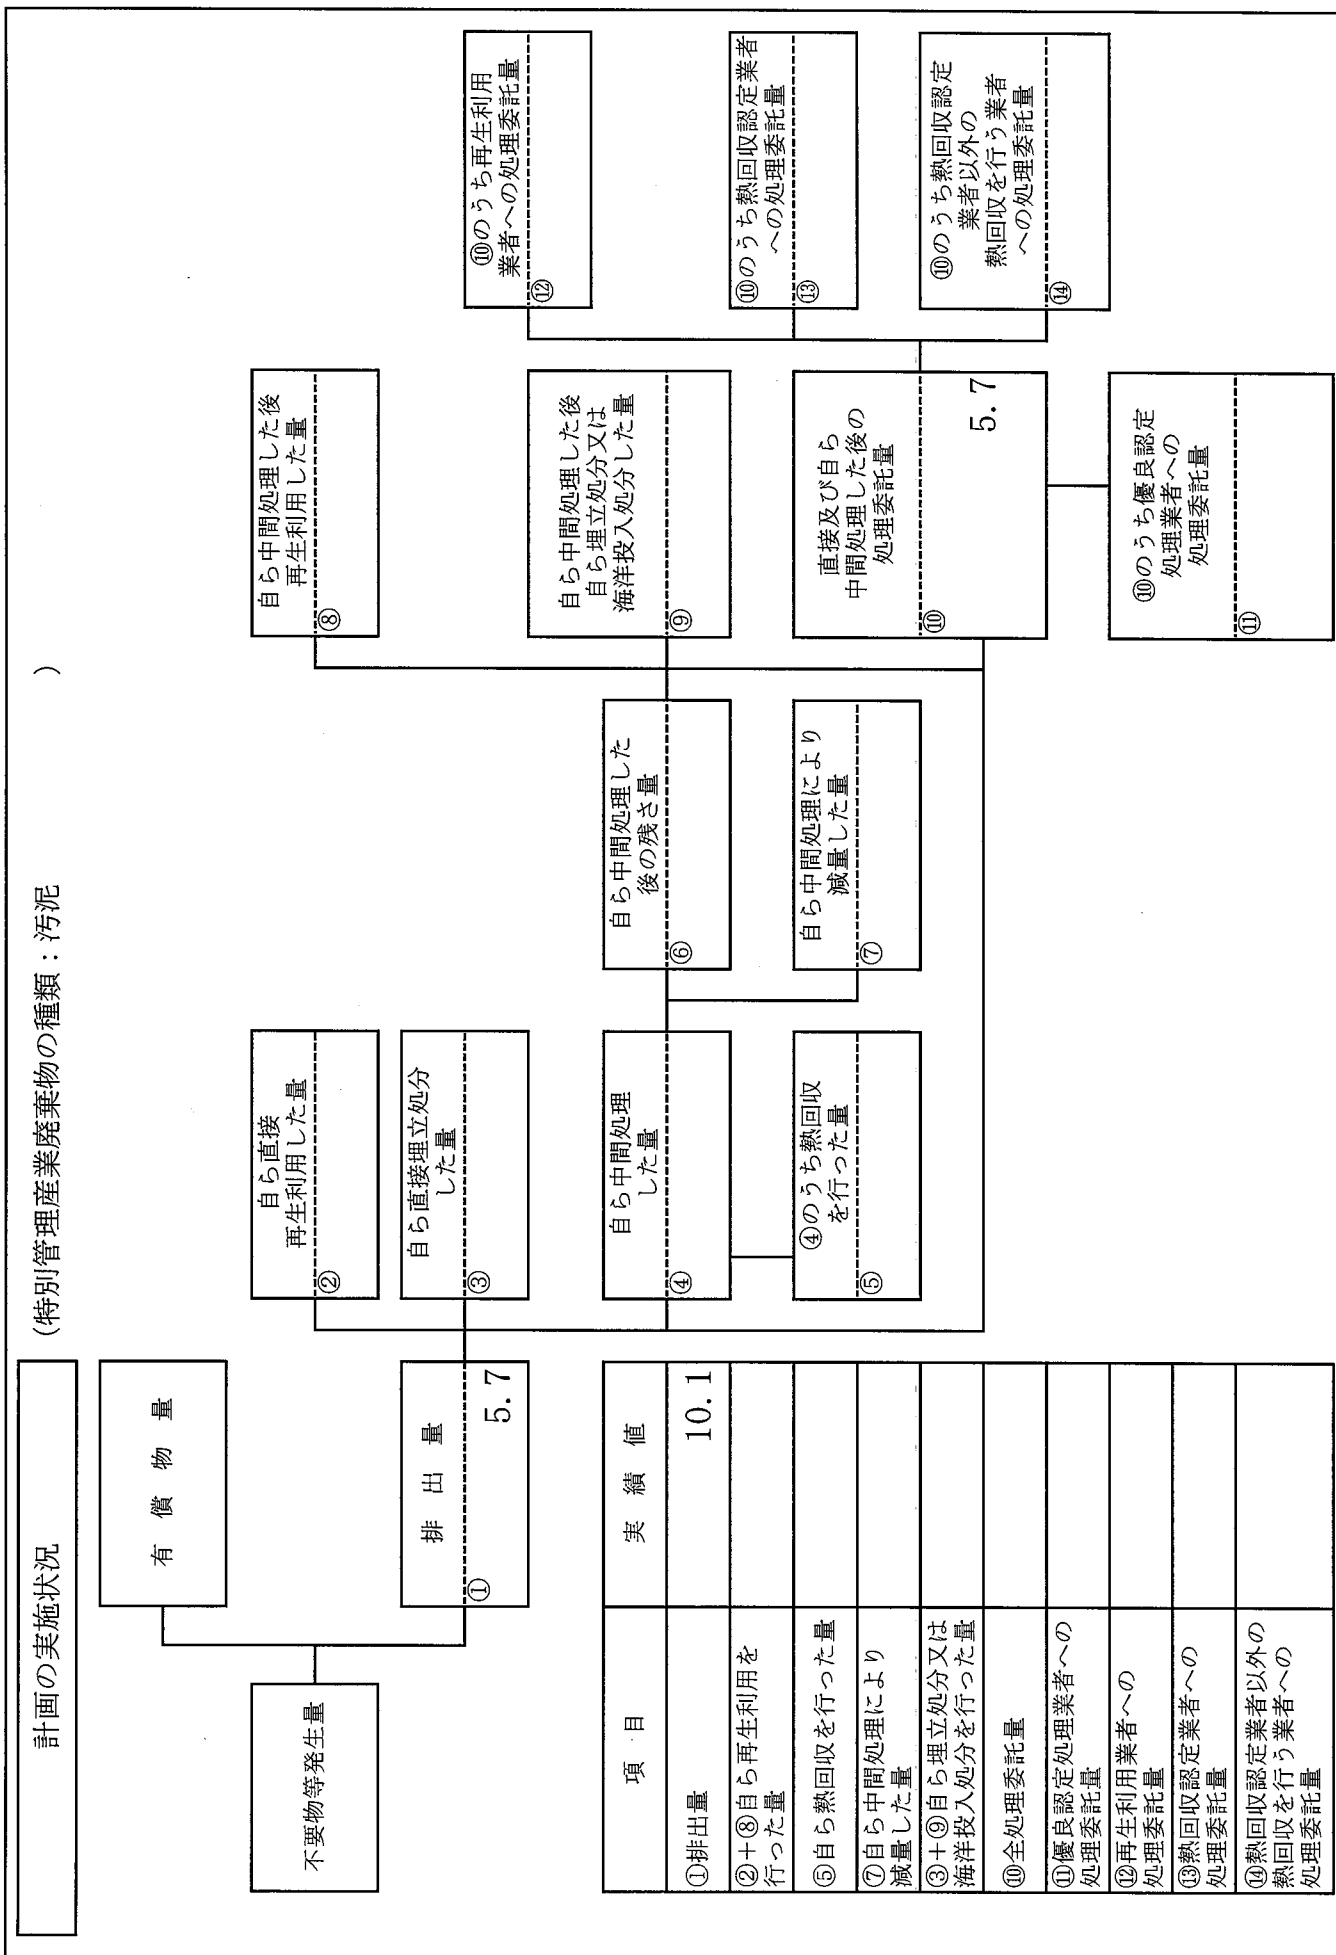 計画の実施状況
(特別管理産業廃棄物の種類：汚泥　　　　　)
不要物等発生量
有償物量
排出量
①
5.7
自ら直接
再生利用した量
②
自ら直接埋立処分
した量
③
自ら中間処理
した量
④
④のうち熱回収
を行った量
⑤
自ら中間処理した
後の残さ量
⑥
自ら中間処理により
減量した量
⑦
自ら中間処理した後
再生利用した量
⑧
自ら中間処理した後
自ら埋立処分又は
海洋投入処分した量
⑨
直接及び自ら
中間処理した後の
処理委託量
⑩
5.7
⑩のうち優良認定
処理業者への
処理委託量
⑪
⑩のうち再生利用
業者への処理委託量
⑫
⑩のうち熱回収認定業者
への処理委託量
⑬
⑩のうち熱回収認定
業者以外の
熱回収を行う業者
への処理委託量
⑭
項目　実績値
①排出量　10.1
②+⑧自ら再生利用を
行った量
⑤自ら熱回収を行った量
⑦自ら中間処理により
減量した量
③+⑨自ら埋立処分又は
海洋投入処分を行った量
⑩全処理委託量
⑪優良認定処理業者への
処理委託量
⑫再生利用業者への
処理委託量
⑬熱回収認定業者への
処理委託量
⑭熱回収認定業者以外の
熱回収を行う業者への
処理委託量